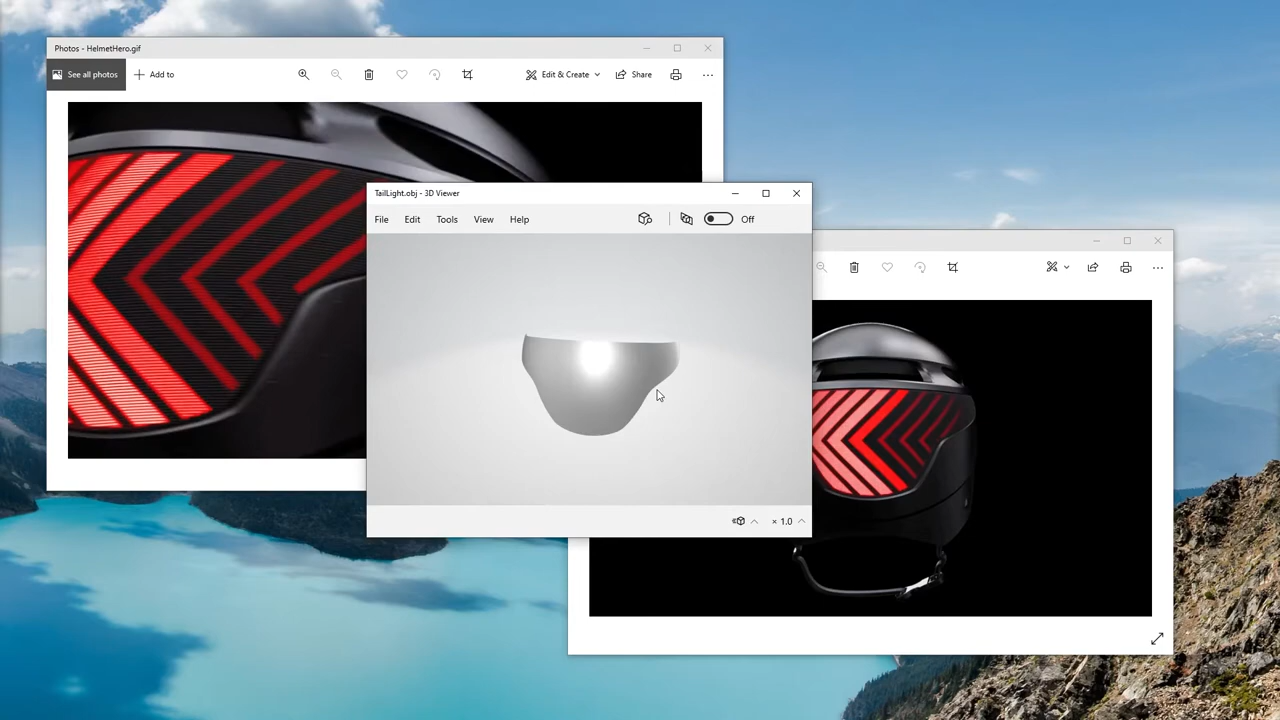 Photos - HelmetHero.gif
See all photos
Add to
Edit & Create
Share
TailLight.obj - 3D Viewer
File Edit Tools View Help
Off
× 1.0